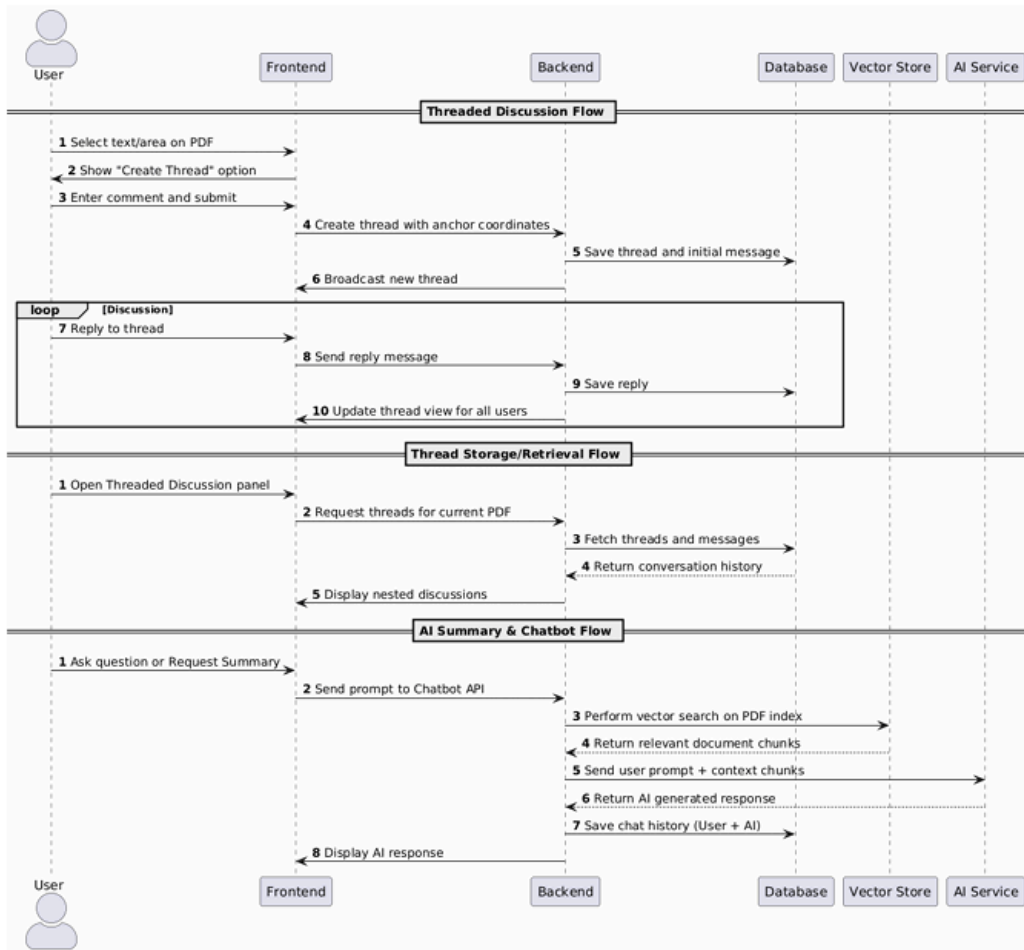 User
Frontend
Backend
Database
Vector Store
AI Service
Threaded Discussion Flow
1 Select text/area on PDF
2 Show "Create Thread" option
3 Enter comment and submit
4 Create thread with anchor coordinates
5 Save thread and initial message
6 Broadcast new thread
loop [Discussion]
7 Reply to thread
8 Send reply message
9 Save reply
10 Update thread view for all users
Thread Storage/Retrieval Flow
1 Open Threaded Discussion panel
2 Request threads for current PDF
3 Fetch threads and messages
4 Return conversation history
5 Display nested discussions
AI Summary & Chatbot Flow
1 Ask question or Request Summary
2 Send prompt to Chatbot API
3 Perform vector search on PDF index
4 Return relevant document chunks
5 Send user prompt + context chunks
6 Return AI generated response
7 Save chat history (User + AI)
8 Display AI response
User
Frontend
Backend
Database
Vector Store
AI Service